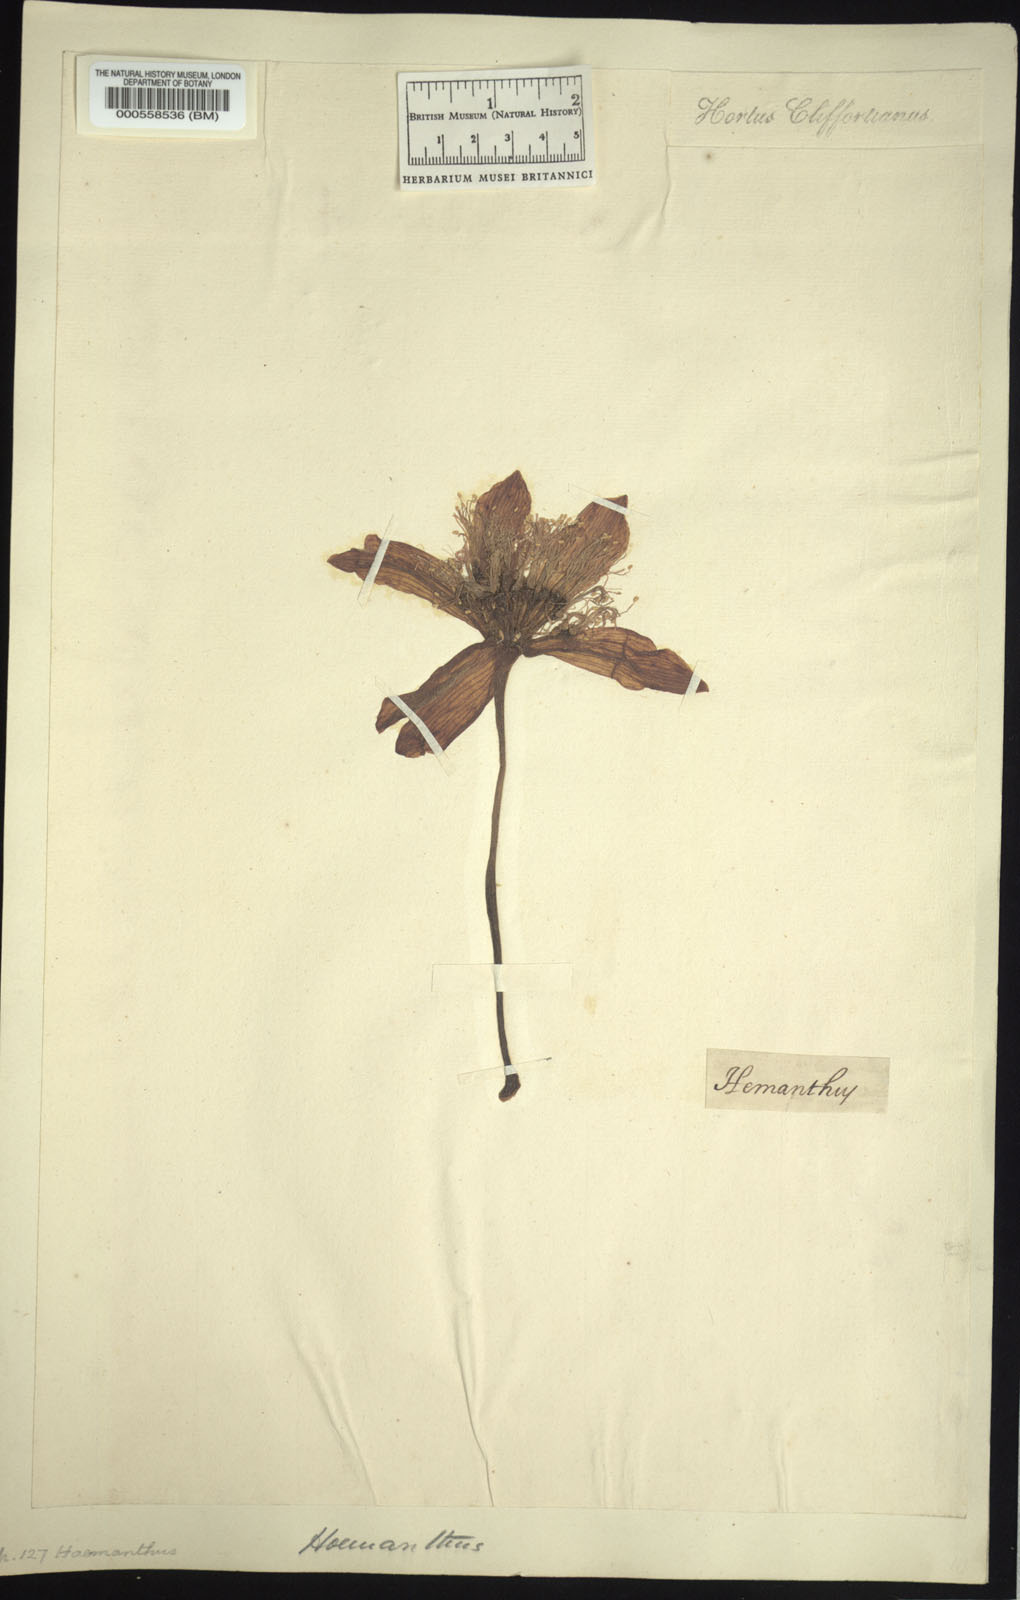 THE NATURAL HISTORY MUSEUM, LONDON
DEPARTMENT OF BOTANY
000558536 (BM)
1 2
BRITISH MUSEUM (NATURAL HISTORY)
1 2 3 4 5
HERBARIUM MUSEI BRITANNICI
Hortus Cliffortianus
Hemanthus
p. 127 Haemanthus
Haemanthus